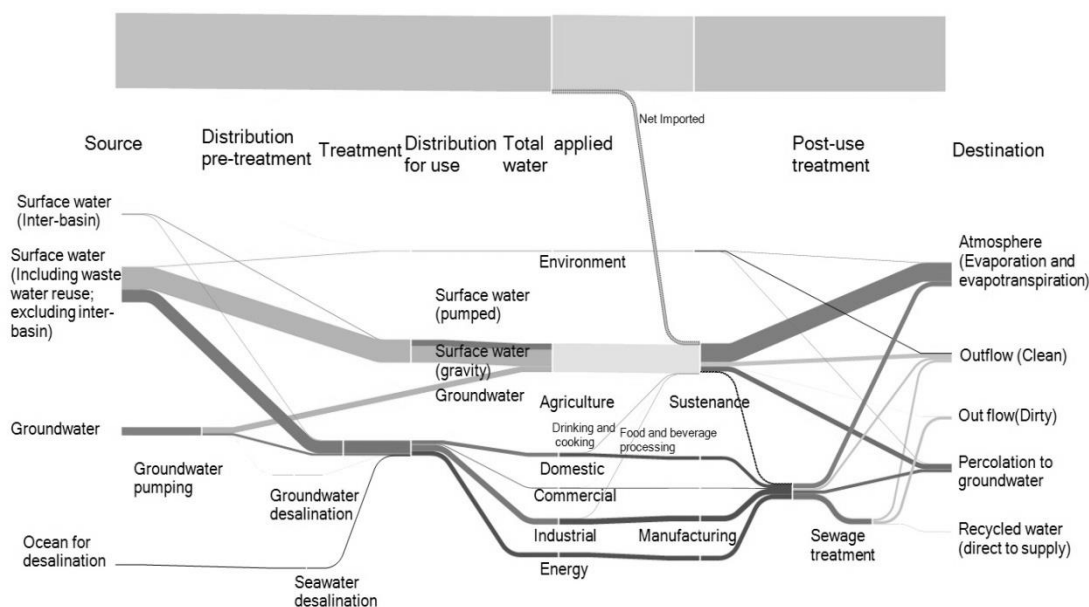 Net Imported
Source
Distribution
pre-treatment
Treatment
Distribution
for use
Total
water
applied
Post-use
treatment
Destination
Surface water
(Inter-basin)
Surface water
(Including waste
water reuse;
excluding inter-
basin)
Groundwater
Groundwater
pumping
Ocean for
desalination
Groundwater
desalination
Seawater
desalination
Surface water
(pumped)
Surface water
(gravity)
Groundwater
Environment
Agriculture
Sustenance
Drinking and
cooking
Food and beverage
processing
Domestic
Commercial
Industrial
Manufacturing
Energy
Sewage
treatment
Atmosphere
(Evaporation and
evapotranspiration)
Outflow (Clean)
Out flow(Dirty)
Percolation to
groundwater
Recycled water
(direct to supply)